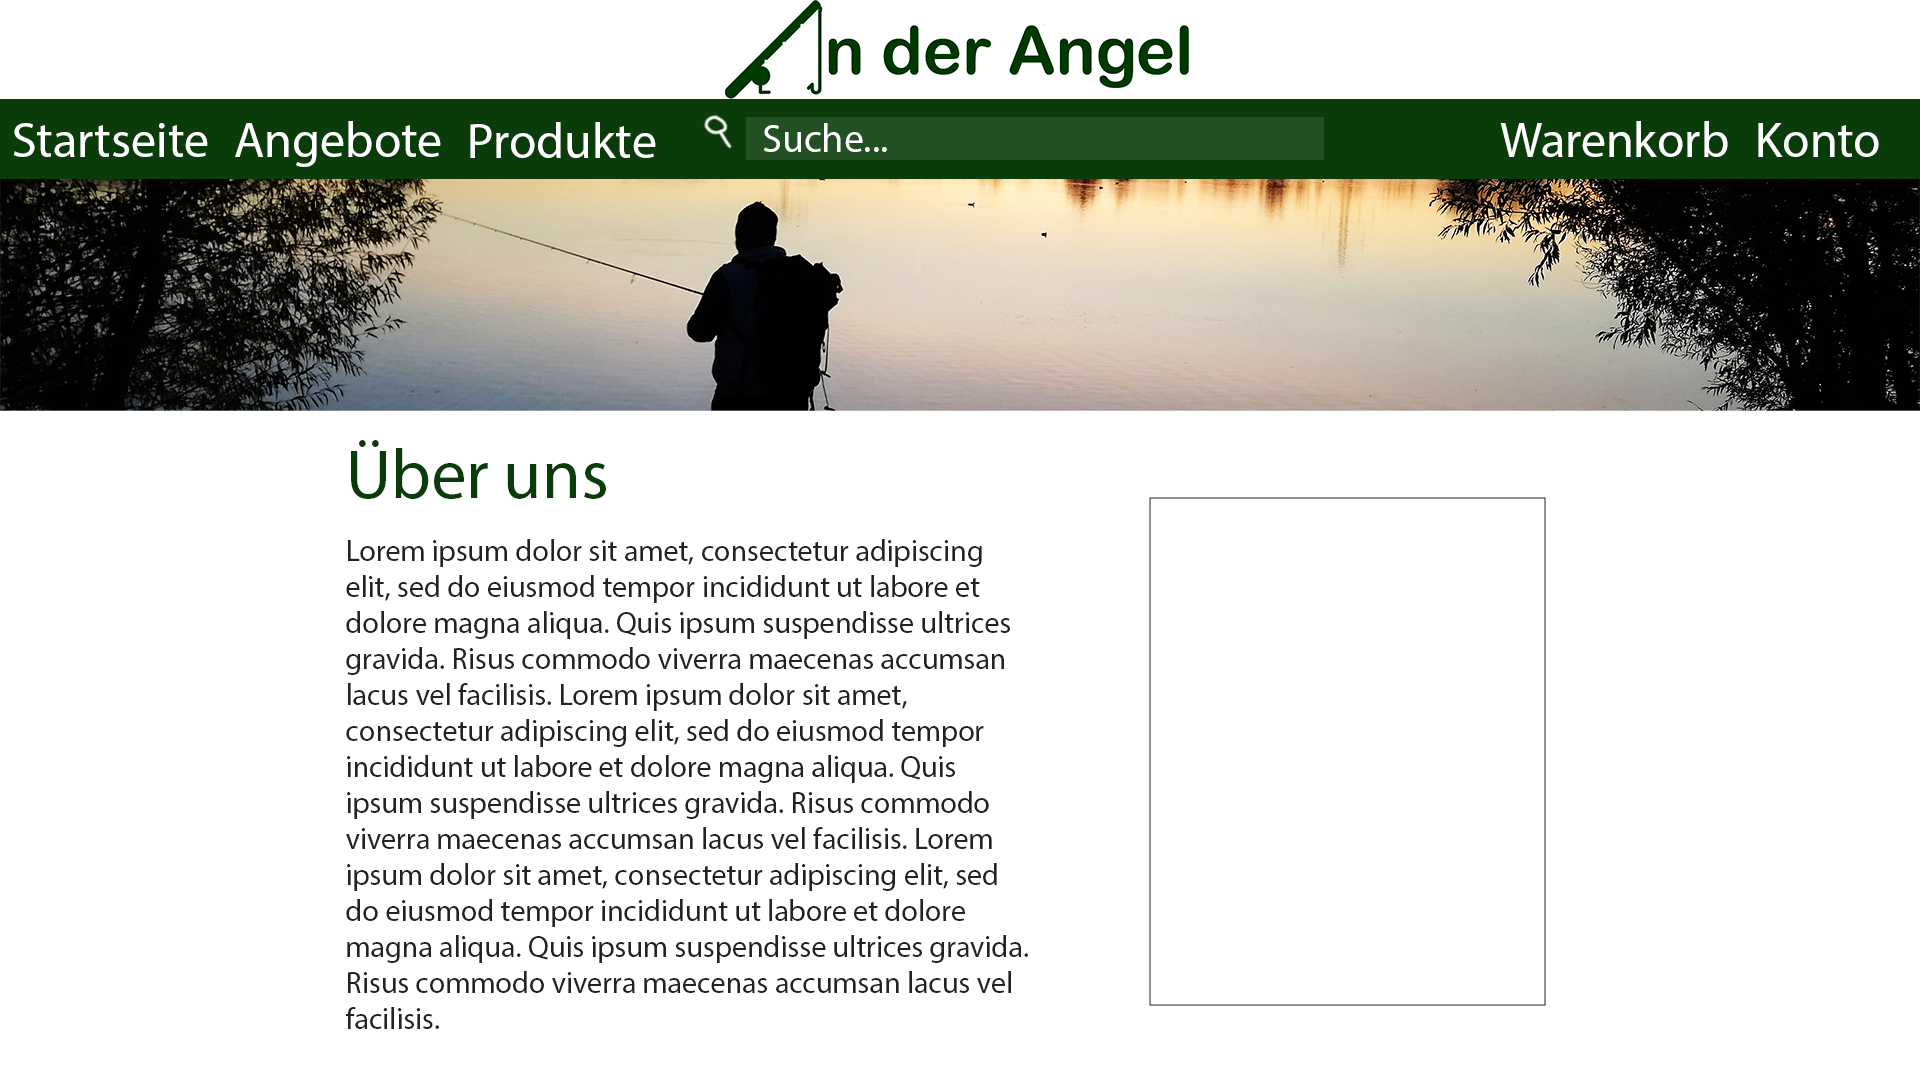 An der Angel
Startseite Angebote Produkte Suche... Warenkorb Konto
Über uns
Lorem ipsum dolor sit amet, consectetur adipiscing
elit, sed do eiusmod tempor incididunt ut labore et
dolore magna aliqua. Quis ipsum suspendisse ultrices
gravida. Risus commodo viverra maecenas accumsan
lacus vel facilisis. Lorem ipsum dolor sit amet,
consectetur adipiscing elit, sed do eiusmod tempor
incididunt ut labore et dolore magna aliqua. Quis
ipsum suspendisse ultrices gravida. Risus commodo
viverra maecenas accumsan lacus vel facilisis. Lorem
ipsum dolor sit amet, consectetur adipiscing elit, sed
do eiusmod tempor incididunt ut labore et dolore
magna aliqua. Quis ipsum suspendisse ultrices gravida.
Risus commodo viverra maecenas accumsan lacus vel
facilisis.